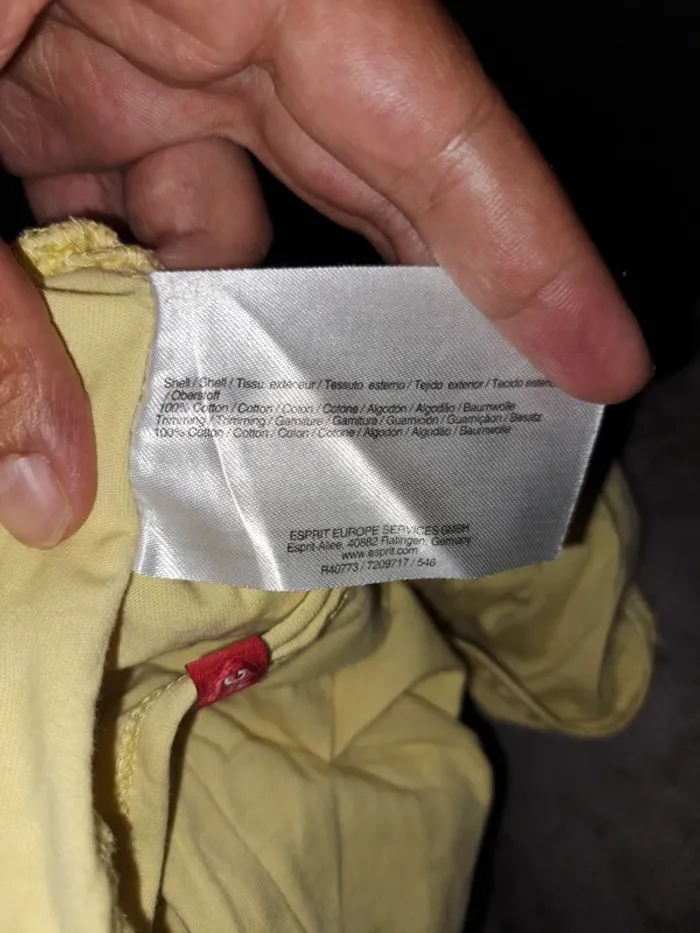 Shell / Shell / Tissu extérieur / Tessuto esterno / Tejido exterior / Tecido
/ Oberstoff
100% Cotton / Cotton / Coton / Cotone / Algodón / Algodão / Baumwolle
Trimming / Trimming / Garniture / Garnitura / Guarnición / Guarnição / Besatz
100% Cotton / Cotton / Coton / Cotone / Algodón / Algodão / Baumwolle
ESPRIT EUROPE SERVICES GMBH
Esprit-Allee, 40882 Ratingen, Germany
www.esprit.com
R40773 / 7209717 / 546